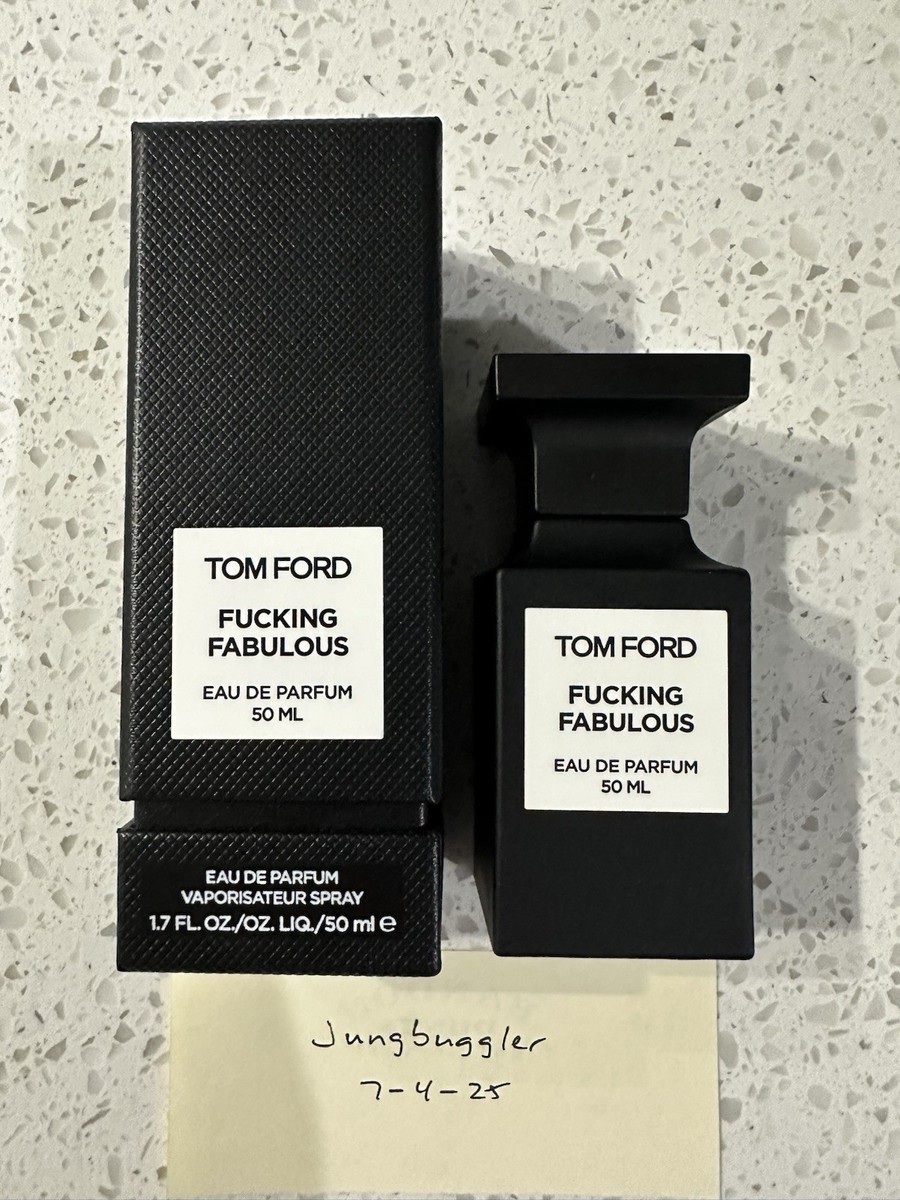 TOM FORD
FUCKING
FABULOUS
EAU DE PARFUM
50 ML
EAU DE PARFUM
VAPORISATEUR SPRAY
1.7 FL. OZ./OZ. LIQ./50 ml ℮
TOM FORD
FUCKING
FABULOUS
EAU DE PARFUM
50 ML
Jungbuggler
7-4-25